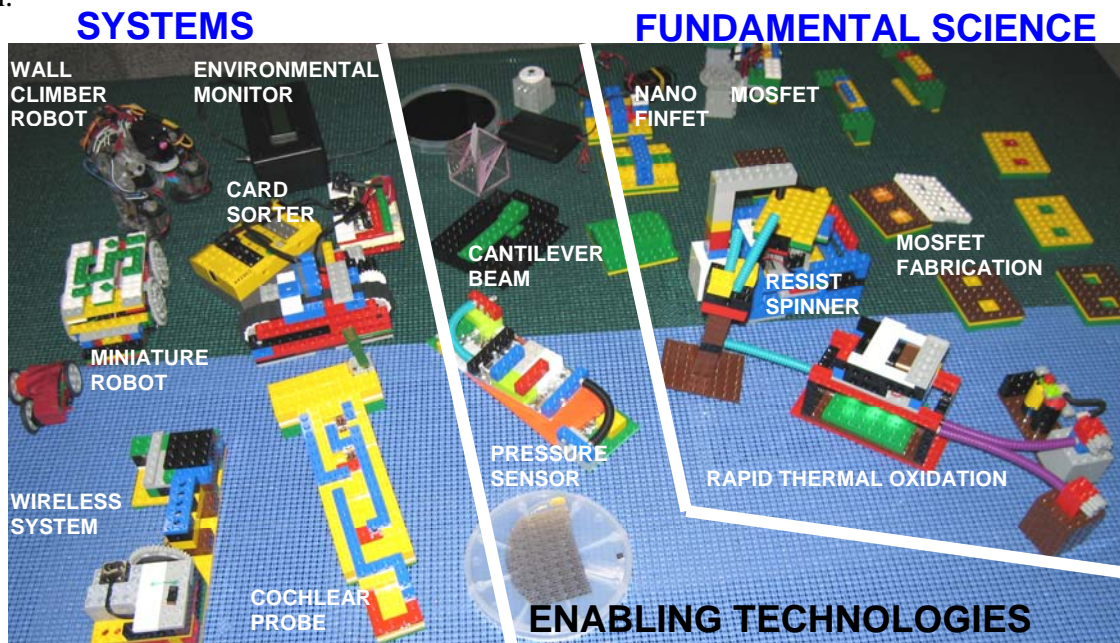 SYSTEMS
FUNDAMENTAL SCIENCE
WALL
CLIMBER
ROBOT
ENVIRONMENTAL
MONITOR
NANO
FINFET
MOSFET
CARD
SORTER
CANTILEVER
BEAM
MOSFET
FABRICATION
RESIST
SPINNER
MINIATURE
ROBOT
PRESSURE
SENSOR
RAPID THERMAL OXIDATION
WIRELESS
SYSTEM
COCHLEAR
PROBE
ENABLING TECHNOLOGIES